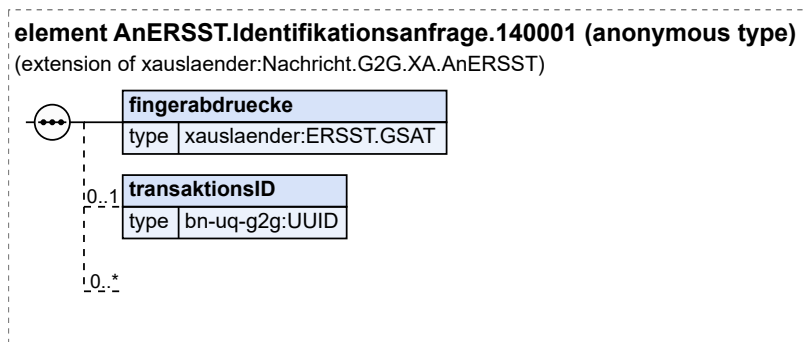 element AnERSST.Identifikationsanfrage.140001 (anonymous type)
(extension of xauslaender:Nachricht.G2G.XA.AnERSST)
fingerabdruecke
type xauslaender:ERSST.GSAT
0..1 transaktionsID
type bn-uq-g2g:UUID
0..*